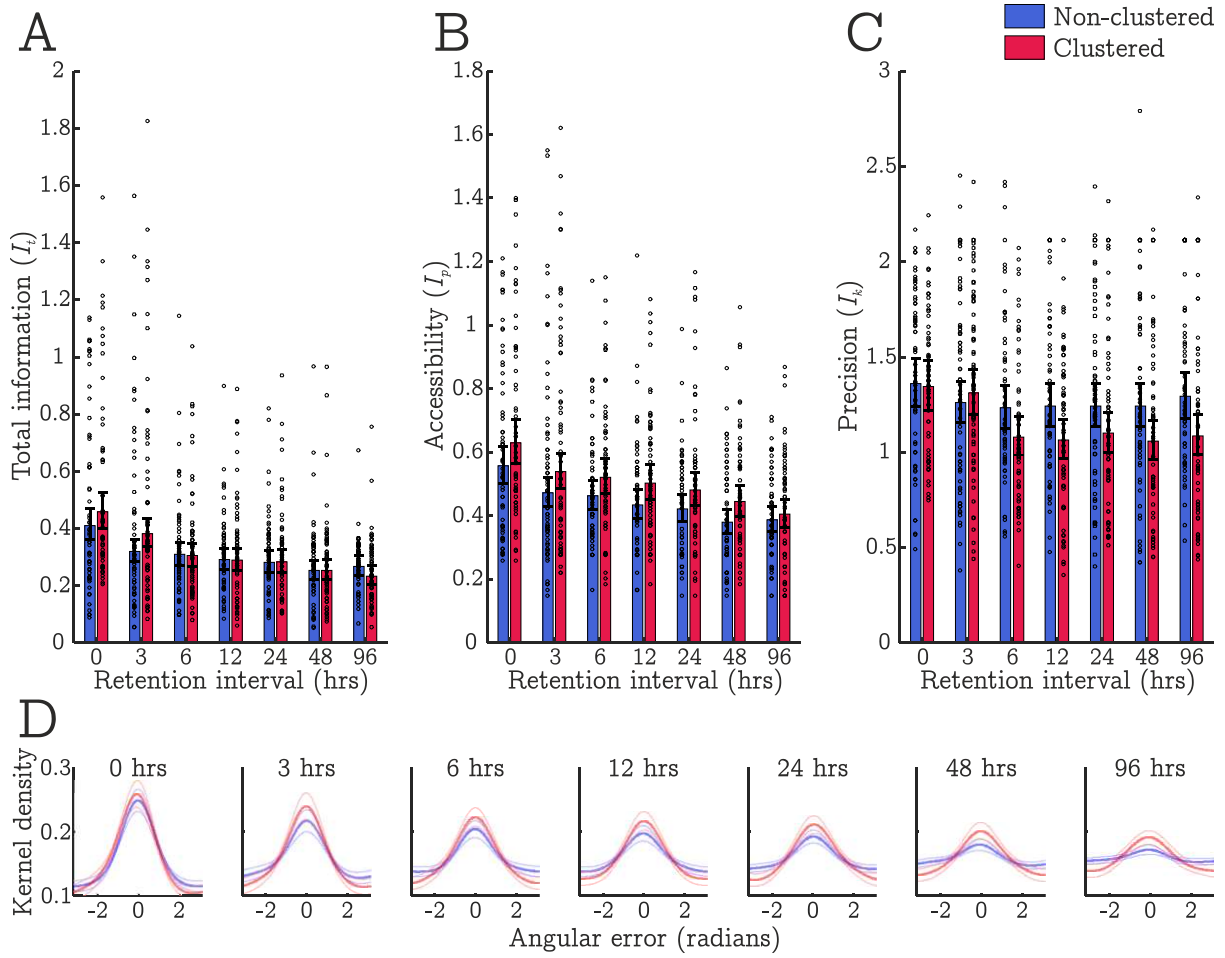 Non-clustered
Clustered
A
Total information (I_t)
2
1.8
1.6
1.4
1.2
1
0.8
0.6
0.4
0.2
0
0 3 6 12 24 48 96
Retention interval (hrs)
B
Accessibility (I_p)
1.8
1.6
1.4
1.2
1
0.8
0.6
0.4
0.2
0
0 3 6 12 24 48 96
Retention interval (hrs)
C
Precision (I_k)
3
2.5
2
1.5
1
0.5
0
0 3 6 12 24 48 96
Retention interval (hrs)
D
Kernel density
0.3
0.2
0.1
0 hrs 3 hrs 6 hrs 12 hrs 24 hrs 48 hrs 96 hrs
-2 0 2 -2 0 2 -2 0 2 -2 0 2 -2 0 2 -2 0 2 -2 0 2
Angular error (radians)